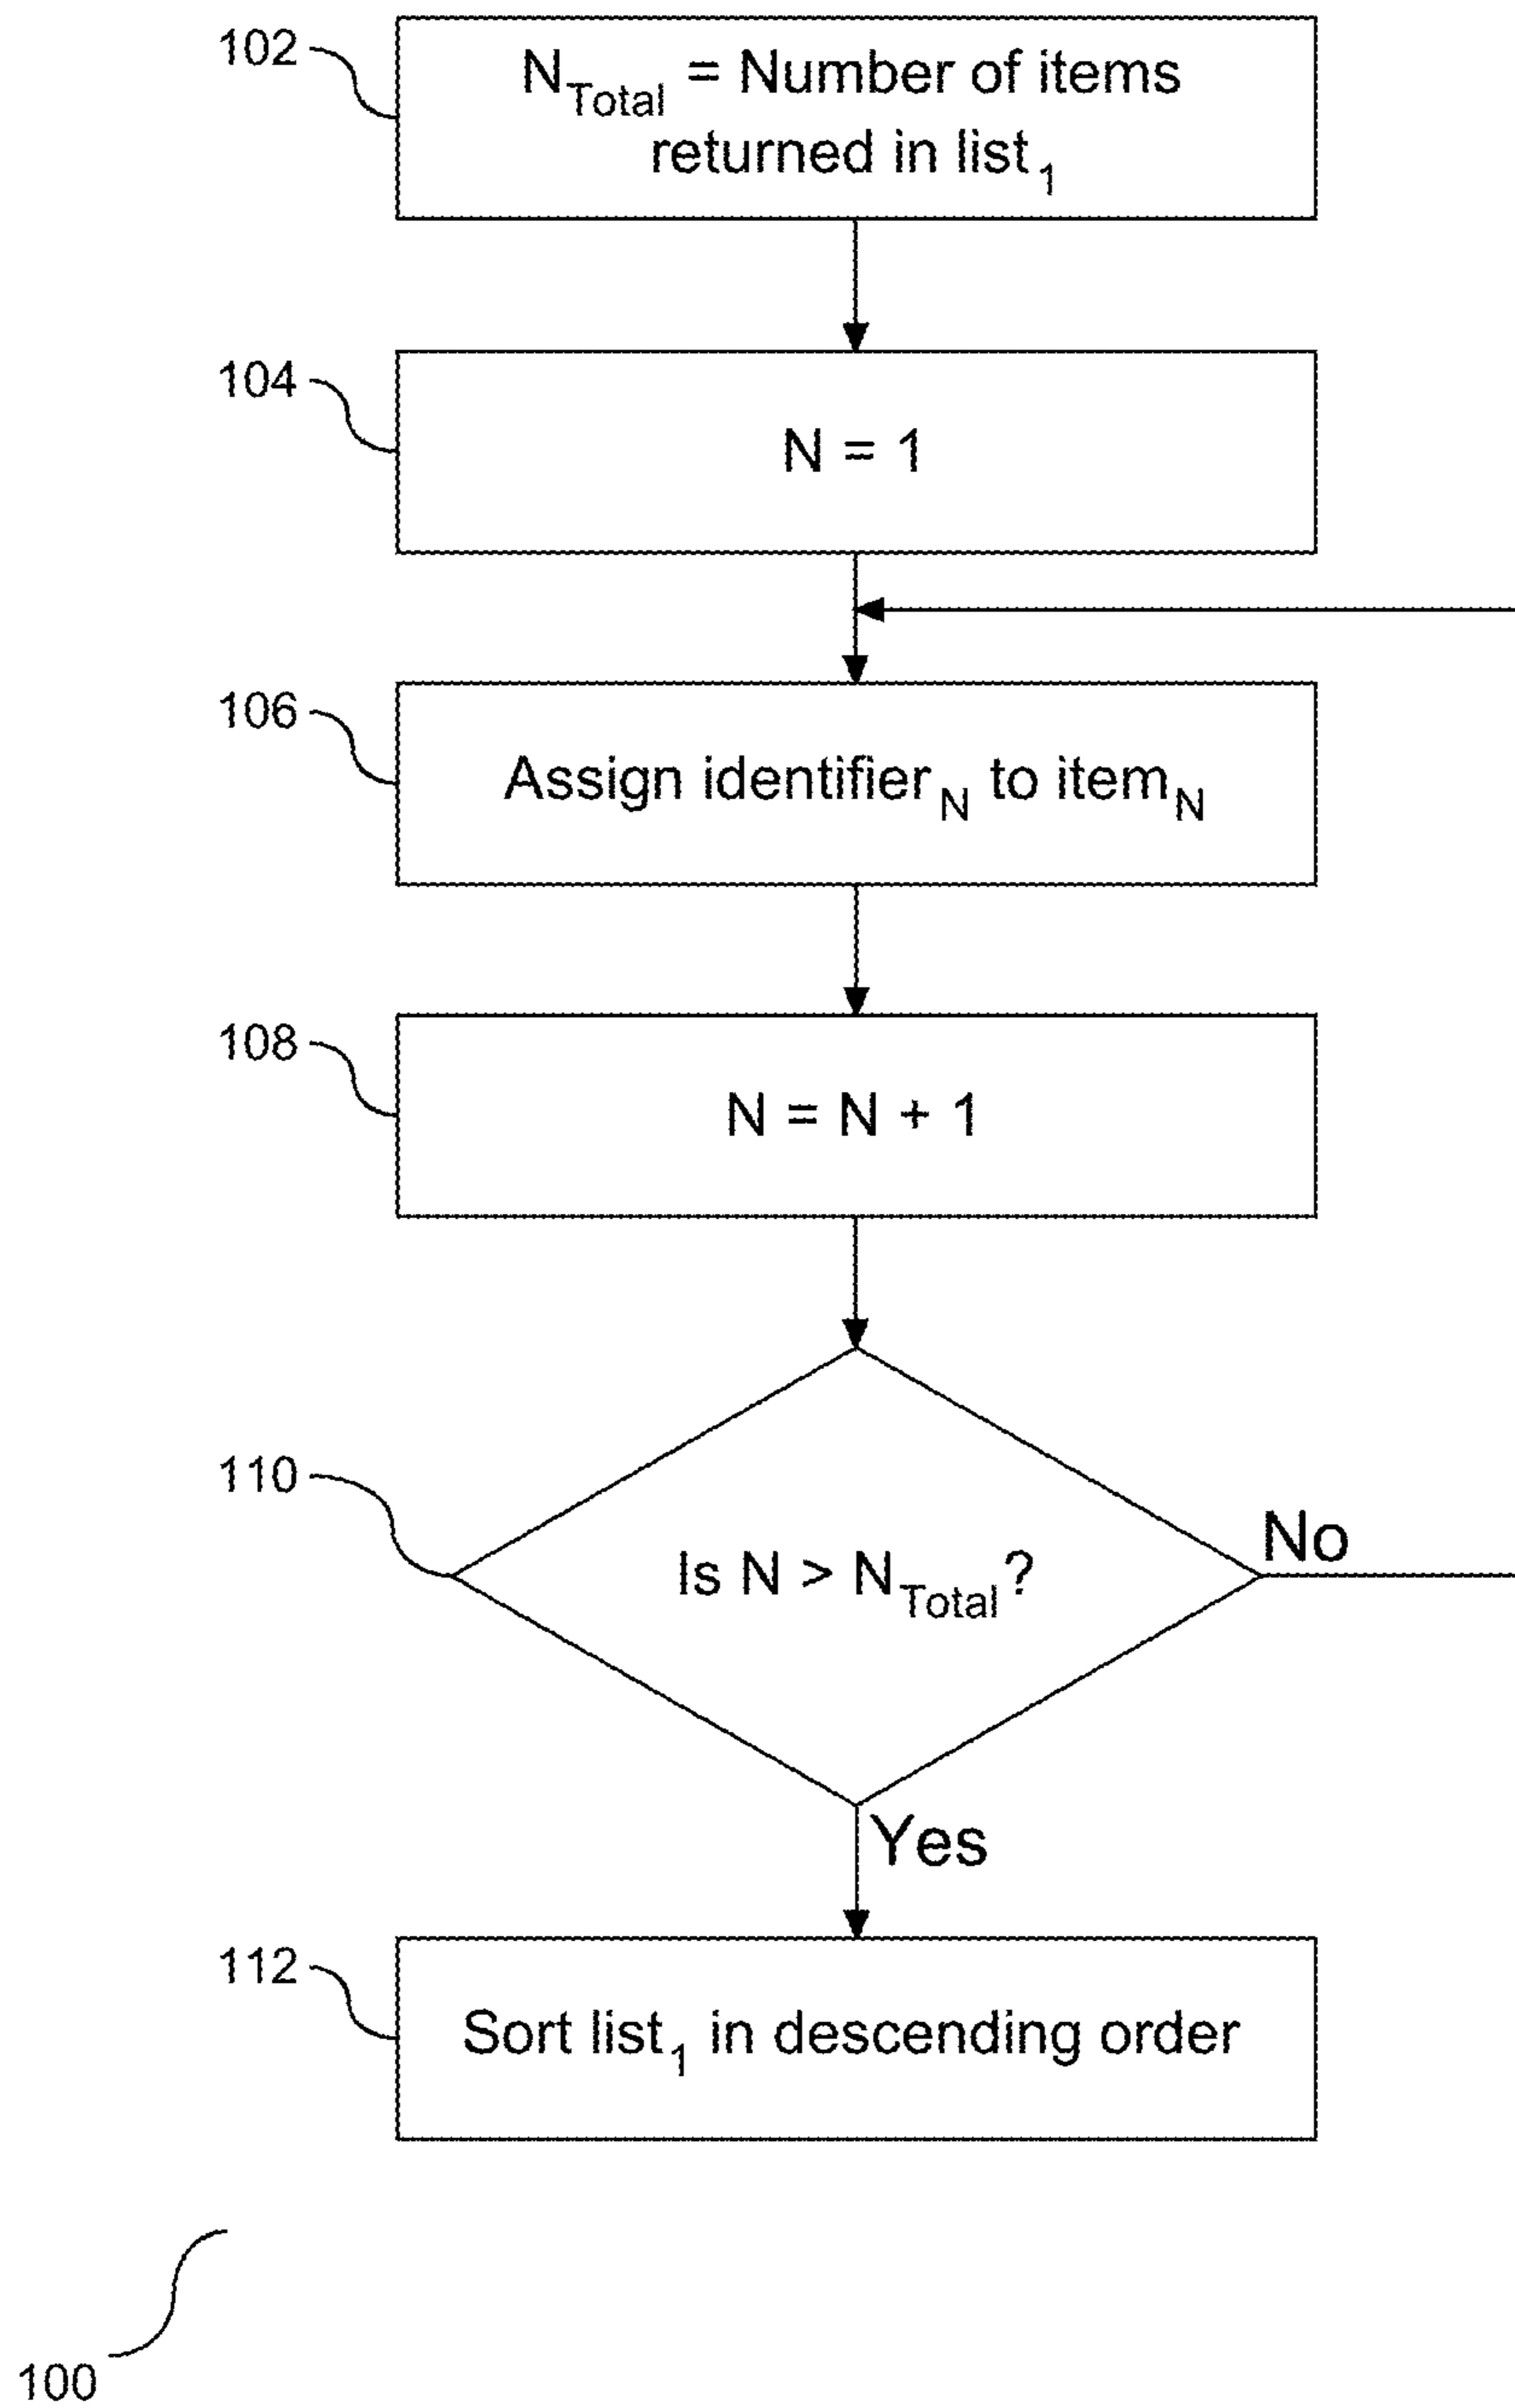 102
N_Total = Number of items
returned in list_1
104
N = 1
106
Assign identifier_N to item_N
108
N = N + 1
110
Is N > N_Total ?
No
Yes
112
Sort list_1 in descending order
100